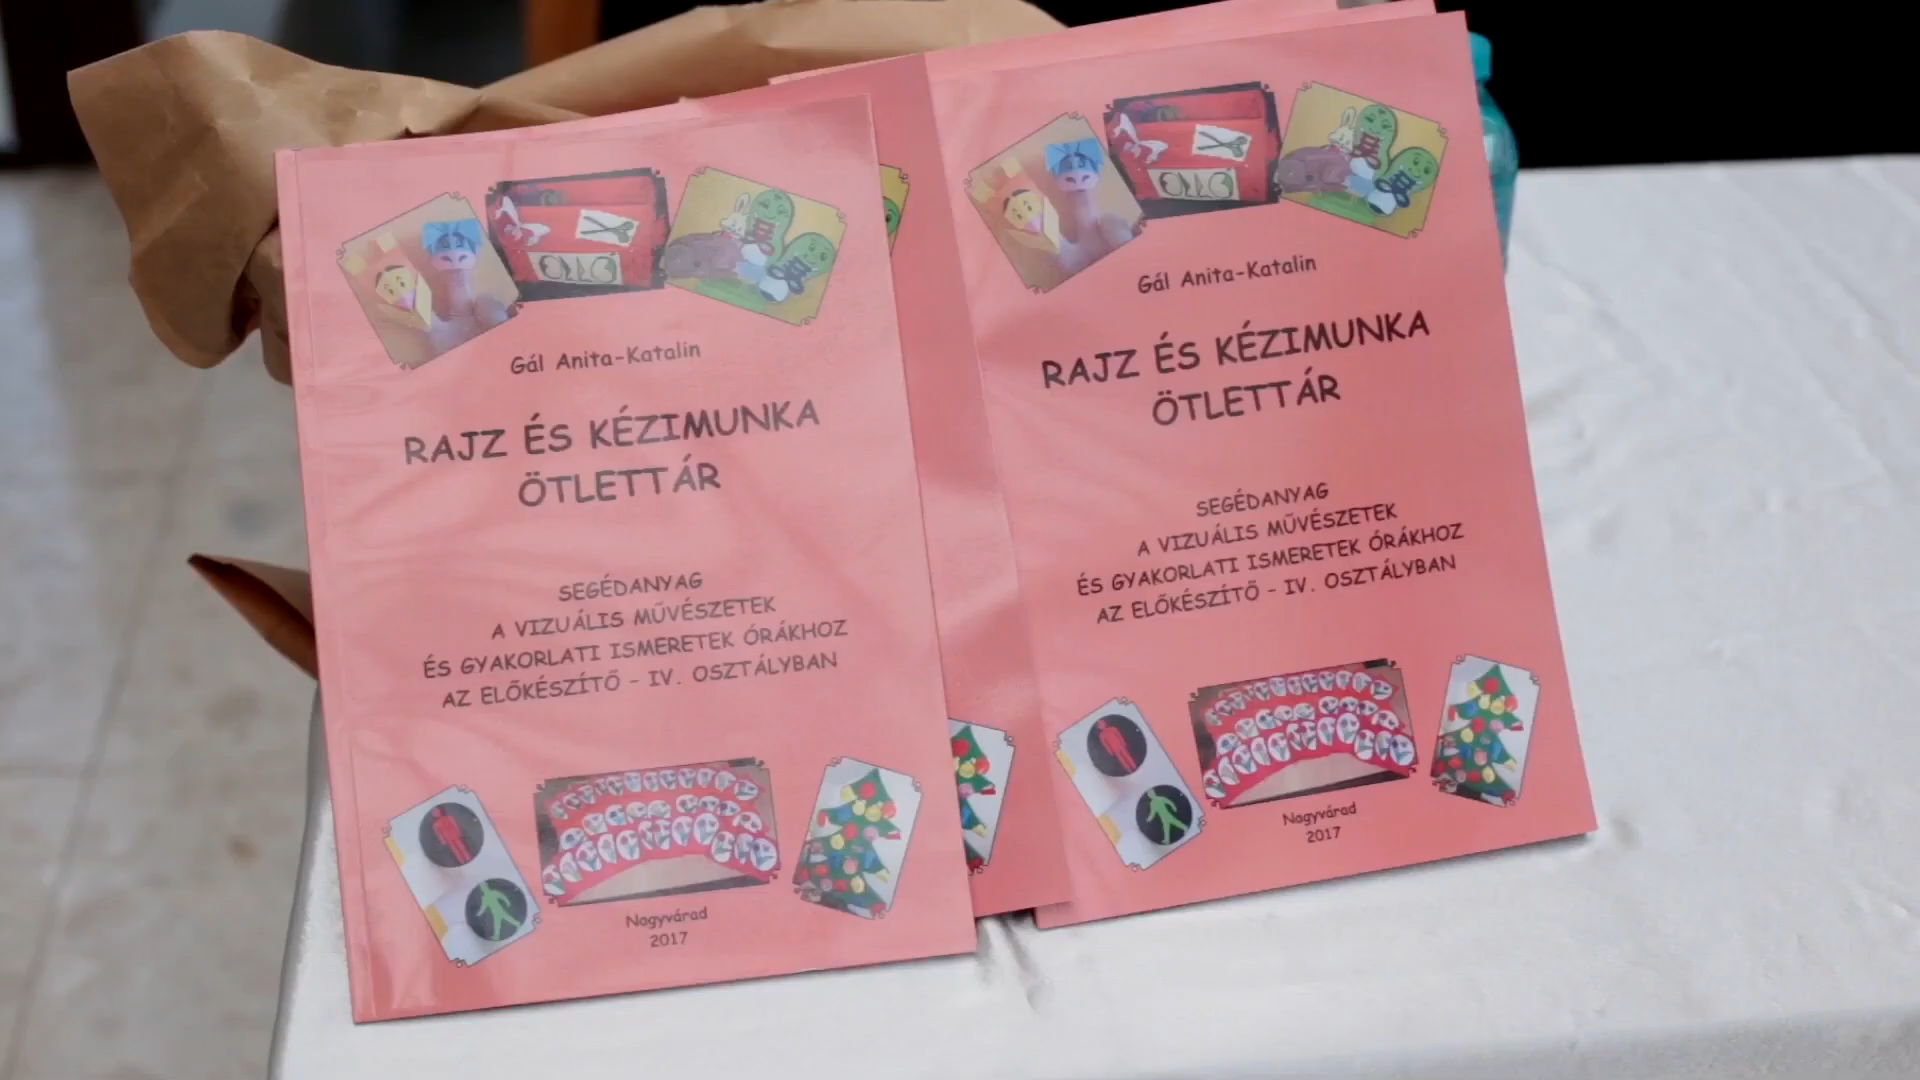 Gál Anita-Katalin
RAJZ ÉS KÉZIMUNKA
ÖTLETTÁR
SEGÉDANYAG
A VIZUÁLIS MŰVÉSZETEK
ÉS GYAKORLATI ISMERETEK ÓRÁKHOZ
AZ ELŐKÉSZÍTŐ - IV. OSZTÁLYBAN
Nagyvárad
2017
Gál Anita-Katalin
RAJZ ÉS KÉZIMUNKA
ÖTLETTÁR
SEGÉDANYAG
A VIZUÁLIS MŰVÉSZETEK
ÉS GYAKORLATI ISMERETEK ÓRÁKHOZ
AZ ELŐKÉSZÍTŐ - IV. OSZTÁLYBAN
Nagyvárad
2017